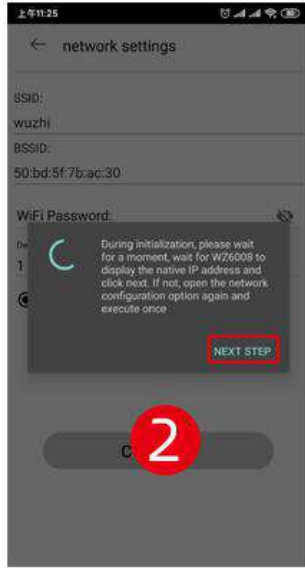 上午11:25
← network settings
SSID:
wuzhi
BSSID:
50:bd:5f:7b:ac:30
WiFi Password:
De
1
During initialization, please wait
for a moment, wait for WZ6008 to
display the native IP address and
click next. If not, open the network
configuration option again and
execute once
NEXT STEP
C
2